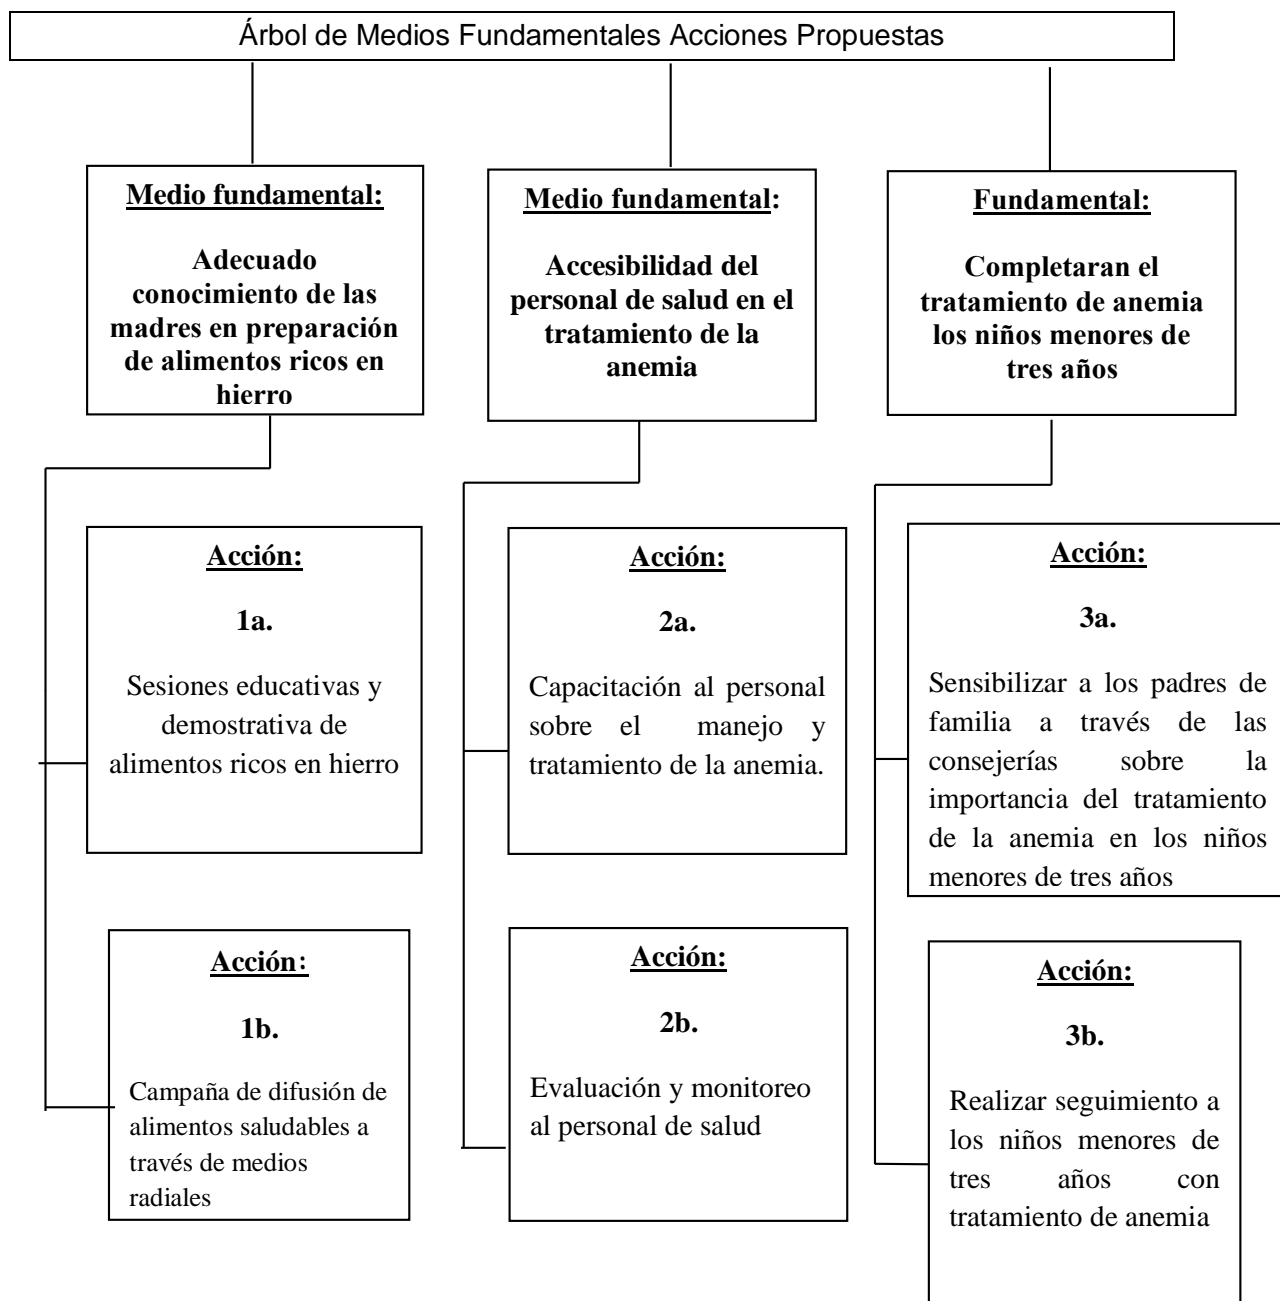 Árbol de Medios Fundamentales Acciones Propuestas
Medio fundamental:
Adecuado
conocimiento de las
madres en preparación
de alimentos ricos en
hierro
Medio fundamental:
Accesibilidad del
personal de salud en el
tratamiento de la
anemia
Fundamental:
Completaran el
tratamiento de anemia
los niños menores de
tres años
Acción:
1a.
Sesiones educativas y
demostrativa de
alimentos ricos en hierro
Acción:
2a.
Capacitación al personal
sobre el manejo y
tratamiento de la anemia.
Acción:
3a.
Sensibilizar a los padres de
familia a través de las
consejerías sobre la
importancia del tratamiento
de la anemia en los niños
menores de tres años
Acción:
1b.
Campaña de difusión de
alimentos saludables a
través de medios
radiales
Acción:
2b.
Evaluación y monitoreo
al personal de salud
Acción:
3b.
Realizar seguimiento a
los niños menores de
tres años con
tratamiento de anemia